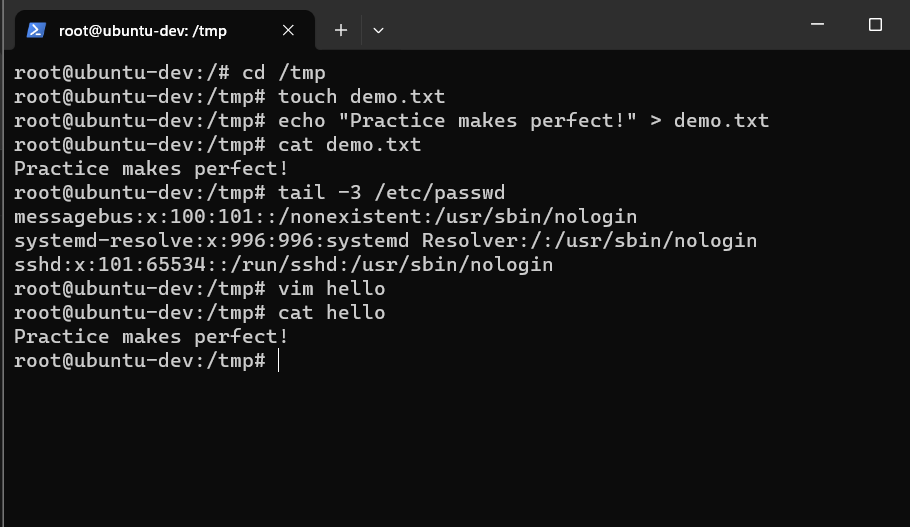 root@ubuntu-dev: /tmp
root@ubuntu-dev:/# cd /tmp
root@ubuntu-dev:/tmp# touch demo.txt
root@ubuntu-dev:/tmp# echo "Practice makes perfect!" > demo.txt
root@ubuntu-dev:/tmp# cat demo.txt
Practice makes perfect!
root@ubuntu-dev:/tmp# tail -3 /etc/passwd
messagebus:x:100:101::/nonexistent:/usr/sbin/nologin
systemd-resolve:x:996:996:systemd Resolver:/:/usr/sbin/nologin
sshd:x:101:65534::/run/sshd:/usr/sbin/nologin
root@ubuntu-dev:/tmp# vim hello
root@ubuntu-dev:/tmp# cat hello
Practice makes perfect!
root@ubuntu-dev:/tmp#